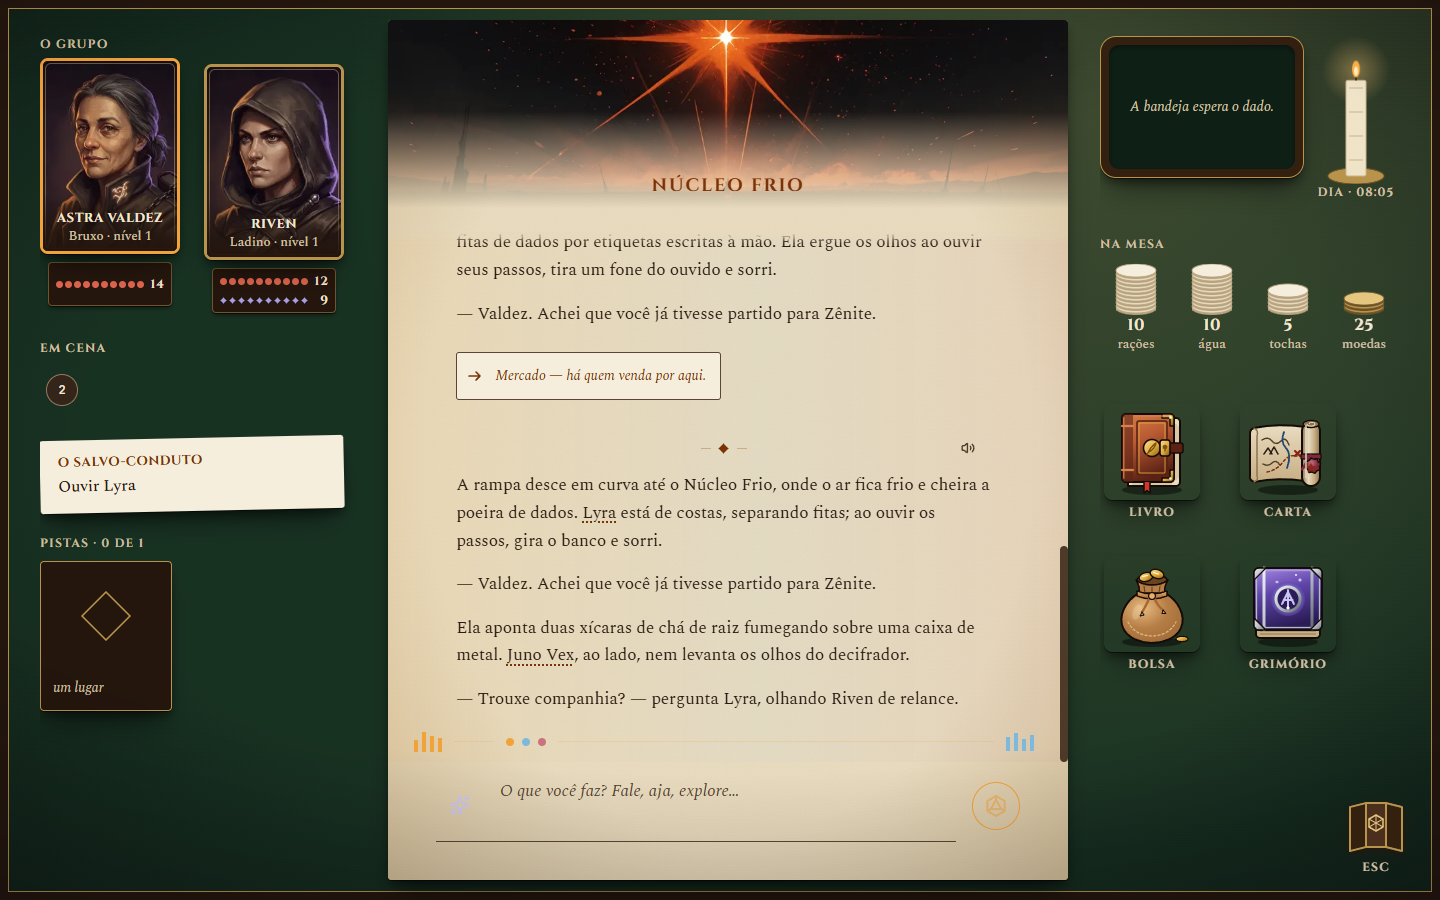 O GRUPO
ASTRA VALDEZ
Bruxo · nível 1
14
RIVEN
Ladino · nível 1
12
9
EM CENA
2
O SALVO-CONDUTO
Ouvir Lyra
PISTAS · 0 DE 1
um lugar
NÚCLEO FRIO
fitas de dados por etiquetas escritas à mão. Ela ergue os olhos ao ouvir
seus passos, tira um fone do ouvido e sorri.
— Valdez. Achei que você já tivesse partido para Zênite.
Mercado — há quem venda por aqui.
A rampa desce em curva até o Núcleo Frio, onde o ar fica frio e cheira a
poeira de dados. Lyra está de costas, separando fitas; ao ouvir os
passos, gira o banco e sorri.
— Valdez. Achei que você já tivesse partido para Zênite.
Ela aponta duas xícaras de chá de raiz fumegando sobre uma caixa de
metal. Juno Vex, ao lado, nem levanta os olhos do decifrador.
— Trouxe companhia? — pergunta Lyra, olhando Riven de relance.
O que você faz? Fale, aja, explore...
A bandeja espera o dado.
DIA · 08:05
NA MESA
10
rações
10
água
5
tochas
25
moedas
LIVRO
CARTA
BOLSA
GRIMÓRIO
ESC